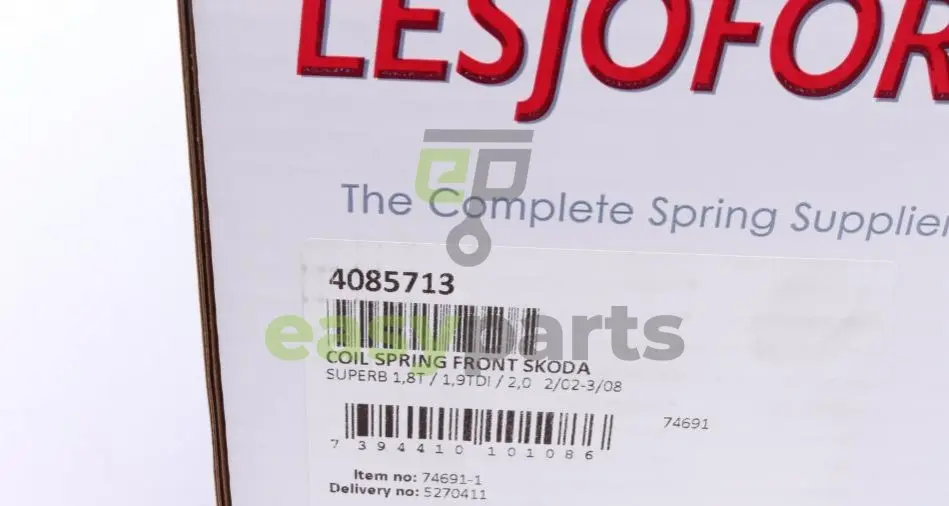 LESJOFOR
The Complete Spring Supplier
4085713
easyparts
COIL SPRING FRONT SKODA
SUPERB 1,8T / 1,9TDI / 2,0 2/02-3/08
74691
7 394410 101086
Item no: 74691-1
Delivery no: 5270411